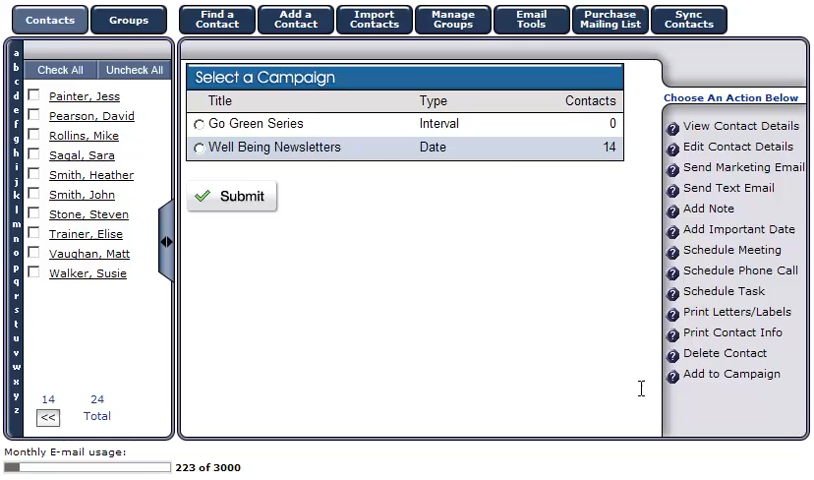 Contacts
Groups
Find a
Contact
Add a
Contact
Import
Contacts
Manage
Groups
Email
Tools
Purchase
Mailing List
Sync
Contacts
a
b
c
d
e
f
g
h
i
j
k
l
m
n
o
p
q
r
s
t
u
v
w
x
y
z
Check All
Uncheck All
Painter, Jess
Pearson, David
Rollins, Mike
Sagal, Sara
Smith, Heather
Smith, John
Stone, Steven
Trainer, Elise
Vaughan, Matt
Walker, Susie
14 24
<< Total
Select a Campaign
Title Type Contacts
Go Green Series Interval 0
Well Being Newsletters Date 14
Submit
Choose An Action Below
? View Contact Details
? Edit Contact Details
? Send Marketing Email
? Send Text Email
? Add Note
? Add Important Date
? Schedule Meeting
? Schedule Phone Call
? Schedule Task
? Print Letters/Labels
? Print Contact Info
? Delete Contact
? Add to Campaign
Monthly E-mail usage:
223 of 3000